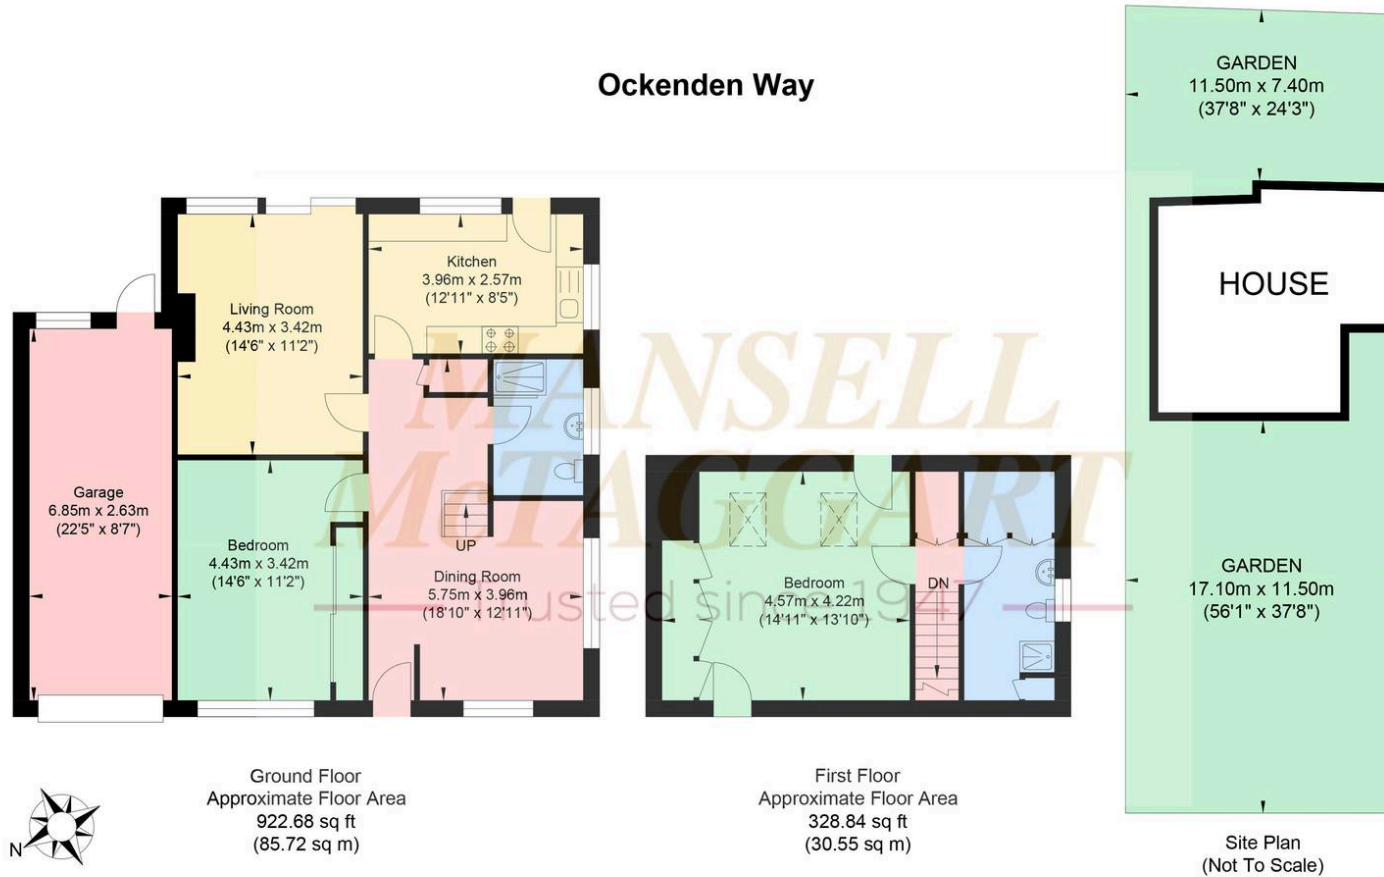 Ockenden Way
GARDEN
11.50m x 7.40m
(37'8" x 24'3")
HOUSE
GARDEN
17.10m x 11.50m
(56'1" x 37'8")
Site Plan
(Not To Scale)
Kitchen
3.96m x 2.57m
(12'11" x 8'5")
Living Room
4.43m x 3.42m
(14'6" x 11'2")
Garage
6.85m x 2.63m
(22'5" x 8'7")
Bedroom
4.43m x 3.42m
(14'6" x 11'2")
UP
Dining Room
5.75m x 3.96m
(18'10" x 12'11")
Bedroom
4.57m x 4.22m
(14'11" x 13'10")
DN
MANSELL
McTAGGART
Trusted since 1947
N
Ground Floor
Approximate Floor Area
922.68 sq ft
(85.72 sq m)
First Floor
Approximate Floor Area
328.84 sq ft
(30.55 sq m)